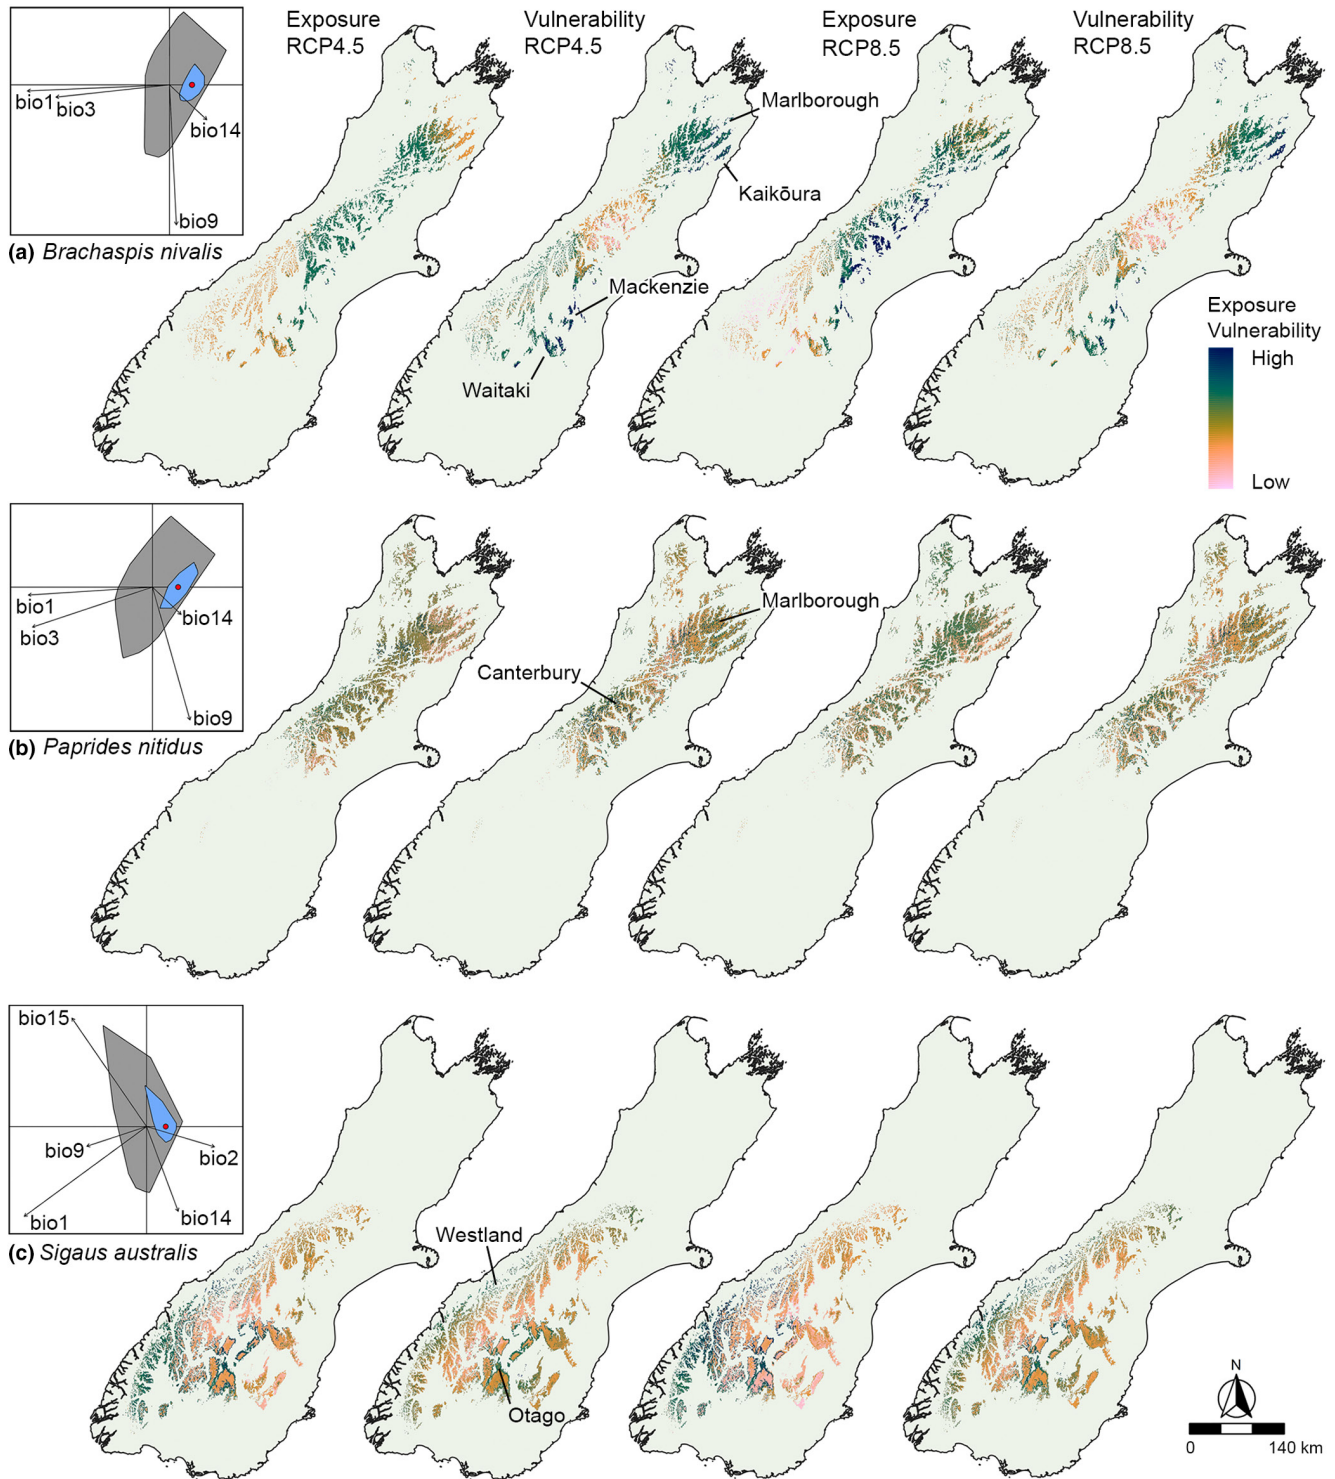 Exposure
RCP4.5
Vulnerability
RCP4.5
Exposure
RCP8.5
Vulnerability
RCP8.5
bio1
bio3
bio14
bio9
(a) Brachaspis nivalis
Marlborough
Kaikōura
Mackenzie
Waitaki
Exposure
Vulnerability
High
Low
bio1
bio3
bio14
bio9
(b) Paprides nitidus
Marlborough
Canterbury
bio15
bio9
bio2
bio1
bio14
(c) Sigaus australis
Westland
Otago
N
0 140 km